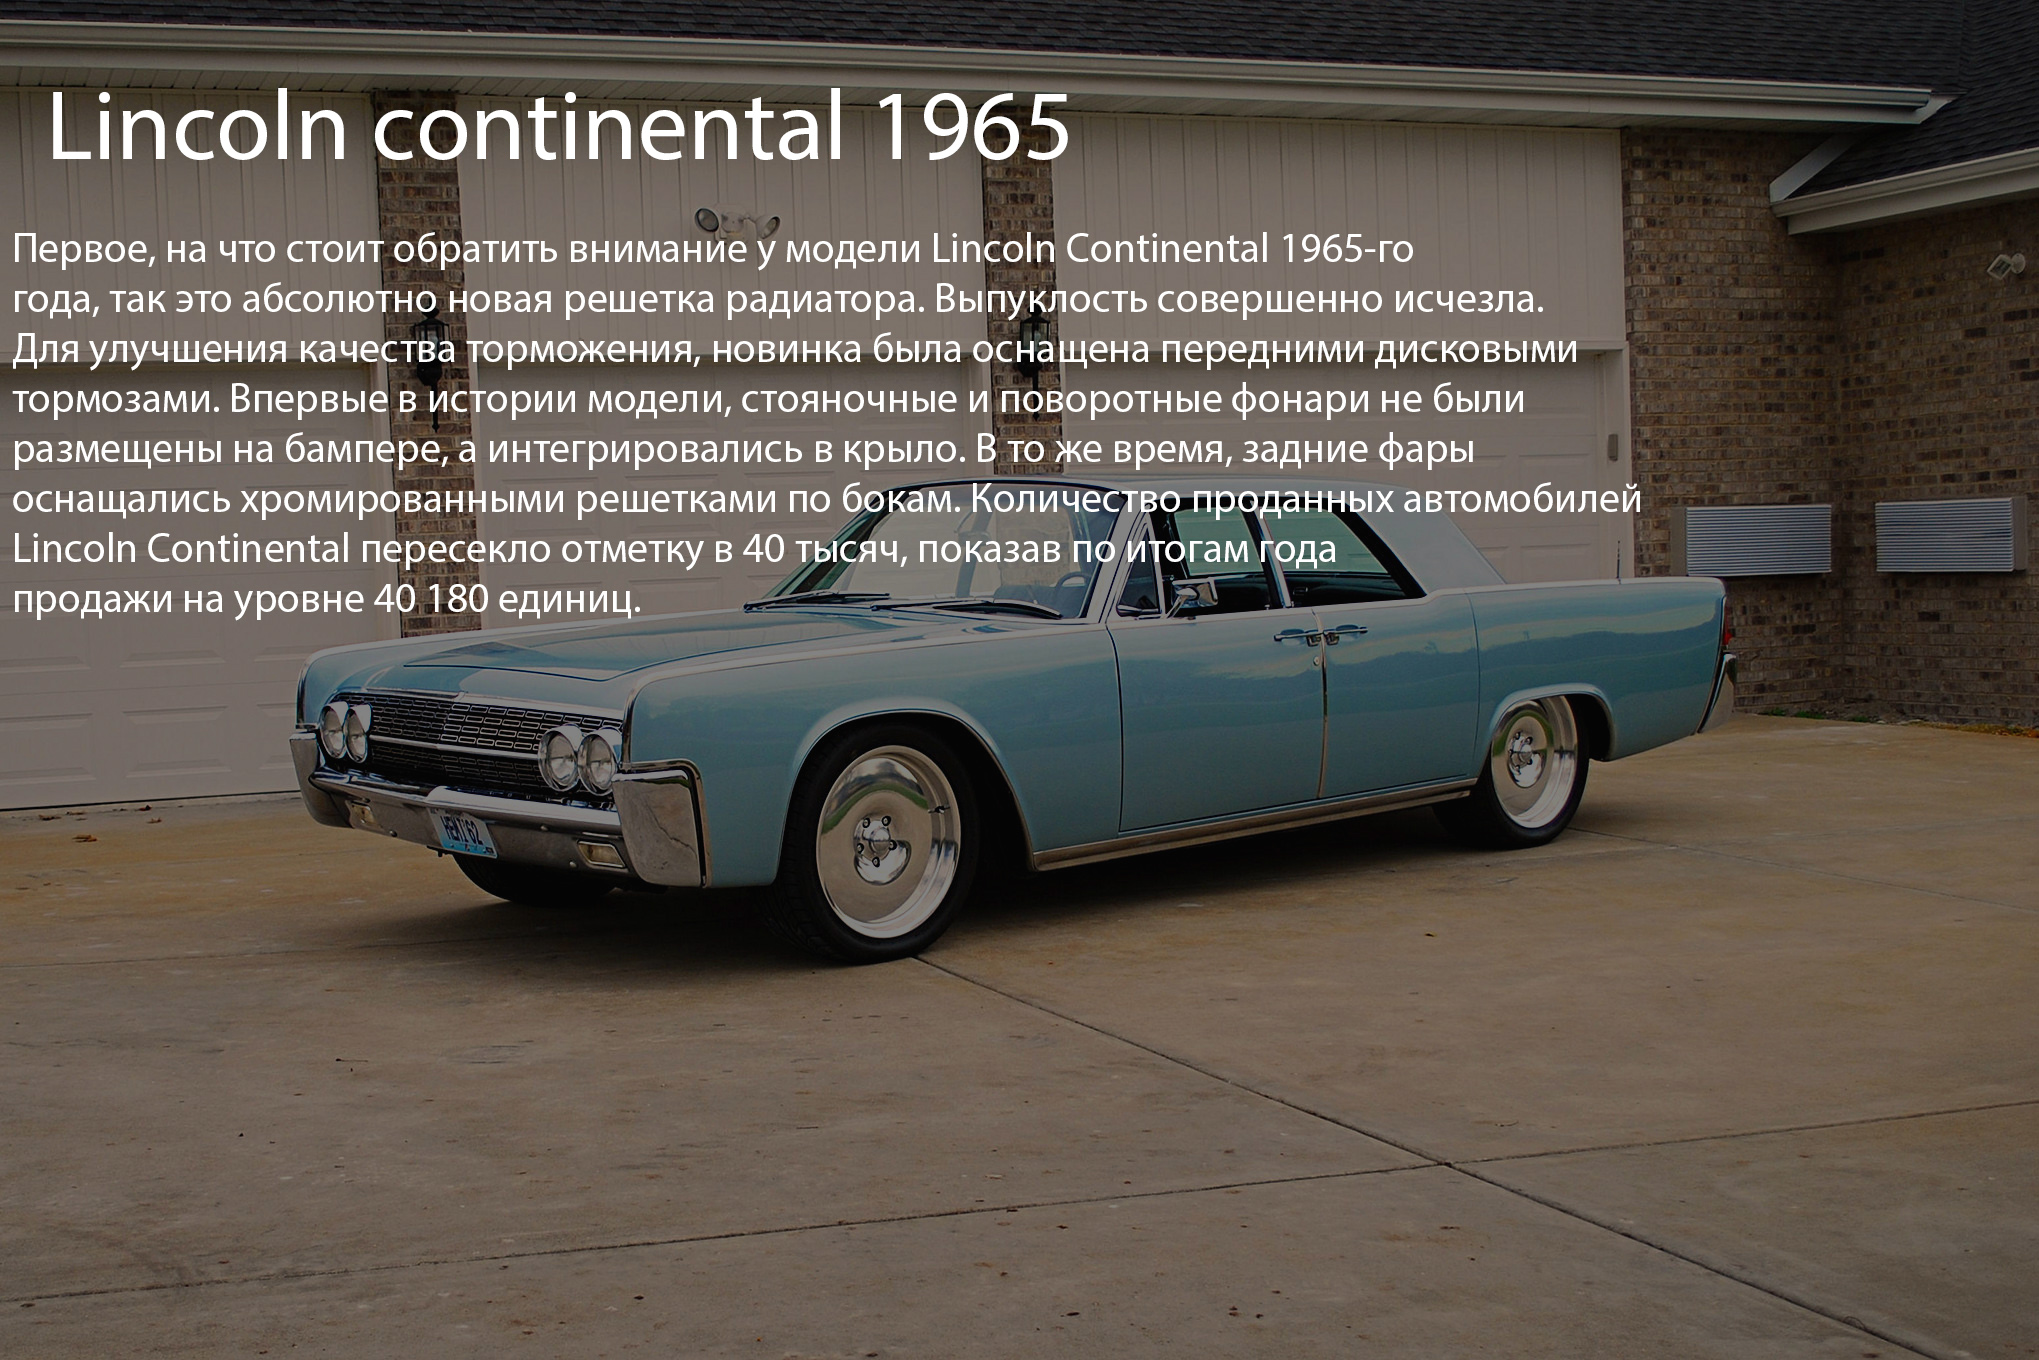 Lincoln continental 1965
Первое, на что стоит обратить внимание у модели Lincoln Continental 1965-го
года, так это абсолютно новая решетка радиатора. Выпуклость совершенно исчезла.
Для улучшения качества торможения, новинка была оснащена передними дисковыми
тормозами. Впервые в истории модели, стояночные и поворотные фонари не были
размещены на бампере, а интегрировались в крыло. В то же время, задние фары
оснащались хромированными решетками по бокам. Количество проданных автомобилей
Lincoln Continental пересекло отметку в 40 тысяч, показав по итогам года
продажи на уровне 40 180 единиц.